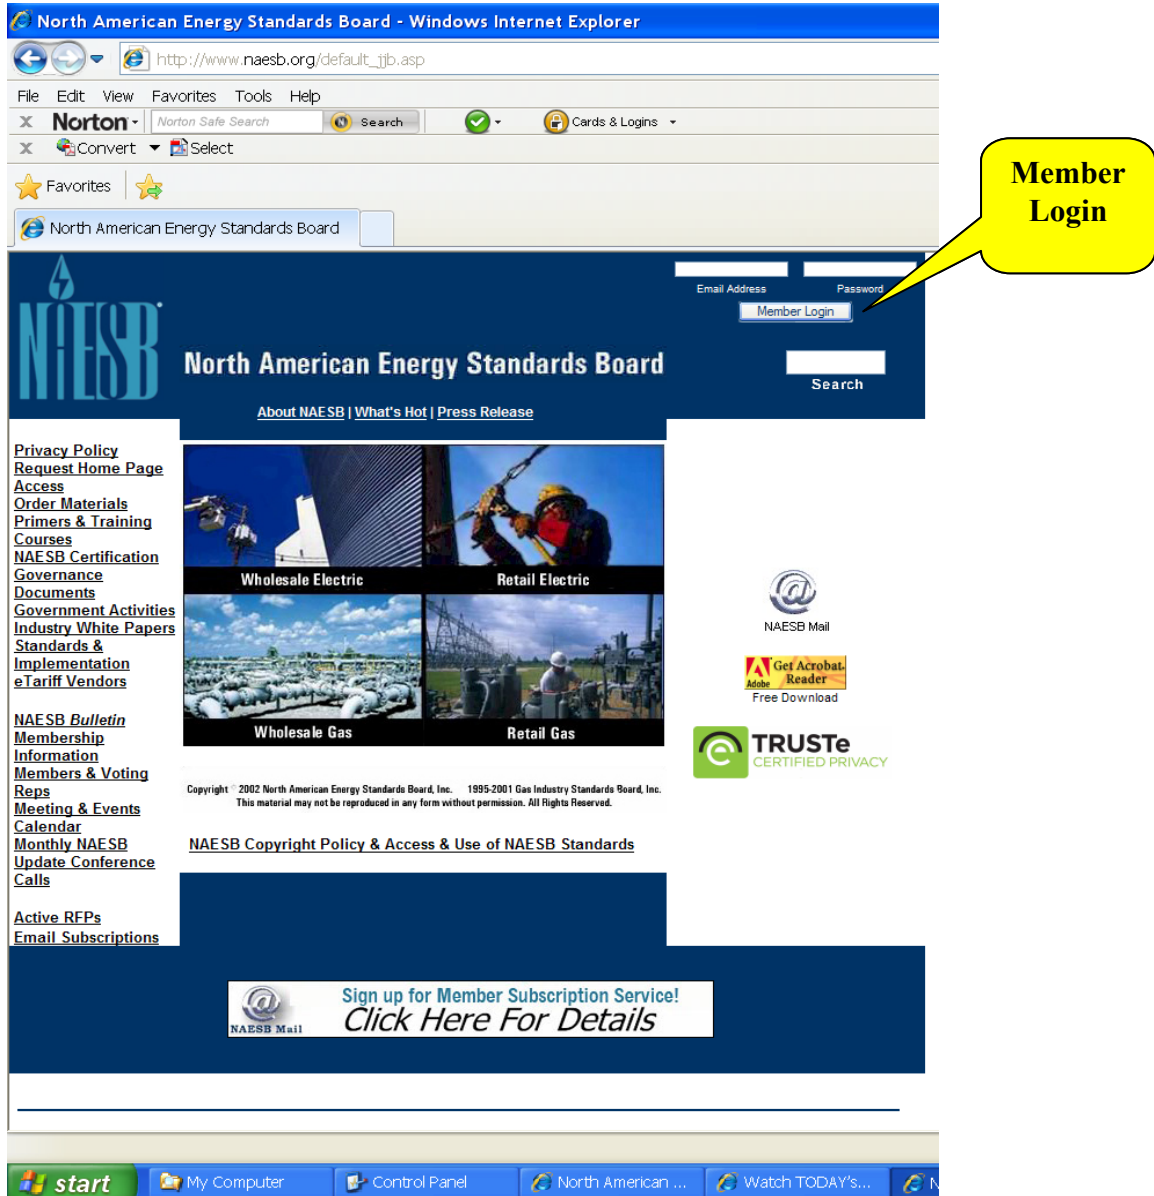 North American Energy Standards Board - Windows Internet Explorer
http://www.naesb.org/default_jjb.asp
File Edit View Favorites Tools Help
x Norton Norton Safe Search Search Cards & Logins
x Convert Select
Favorites
North American Energy Standards Board
Member
Login
NAESB
Email Address Password
Member Login
North American Energy Standards Board
Search
About NAESB | What's Hot | Press Release
Privacy Policy
Request Home Page
Access
Order Materials
Primers & Training
Courses
NAESB Certification
Governance
Documents
Government Activities
Industry White Papers
Standards &
Implementation
eTariff Vendors
NAESB Bulletin
Membership
Information
Members & Voting
Reps
Meeting & Events
Calendar
Monthly NAESB
Update Conference
Calls
Active RFPs
Email Subscriptions
Wholesale Electric Retail Electric
Wholesale Gas Retail Gas
Copyright © 2002 North American Energy Standards Board, Inc. 1995-2001 Gas Industry Standards Board, Inc.
This material may not be reproduced in any form without permission. All Rights Reserved.
NAESB Copyright Policy & Access & Use of NAESB Standards
NAESB Mail
Adobe Get Acrobat
Reader
Free Download
TRUSTe
CERTIFIED PRIVACY
NAESB Mail
Sign up for Member Subscription Service!
Click Here For Details
start My Computer Control Panel North American ... Watch TODAY's... N